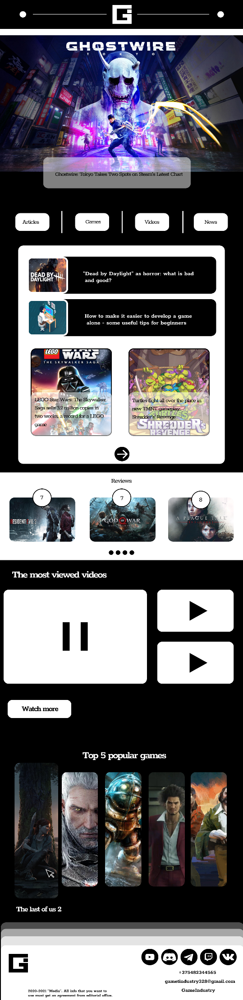 GHOSTWIRE
TOKYO
Ghostwire: Tokyo Takes Two Spots on Steam's Latest Chart
Articles
Games
Videos
News
DEAD BY
DAYLIGHT
"Dead by Daylight" as horror: what is bad
and good?
How to make it easier to develop a game
alone - some useful tips for beginners
LEGO STAR
WARS
THE SKYWALKER SAGA
LEGO Star Wars: The Skywalker
Saga sells 3.2 million copies in
two weeks, a record for a LEGO
game
Turtles fight all over the place in
new TMNT gameplay:
Shredder's Revenge
TURTLES
SHREDDER'S
REVENGE
Reviews
7
7
8
RESIDENT EVIL 2
GOD OF WAR
DIGITAL DELUXE EDITION
A PLAGUE TALE
The most viewed videos
Watch more
Top 5 popular games
The last of us 2
+375482344565
gametindustry328@gmail.com
GameIndustry
2020-2021 "Media". All info that you want to
use must get an agreement from editorial office.